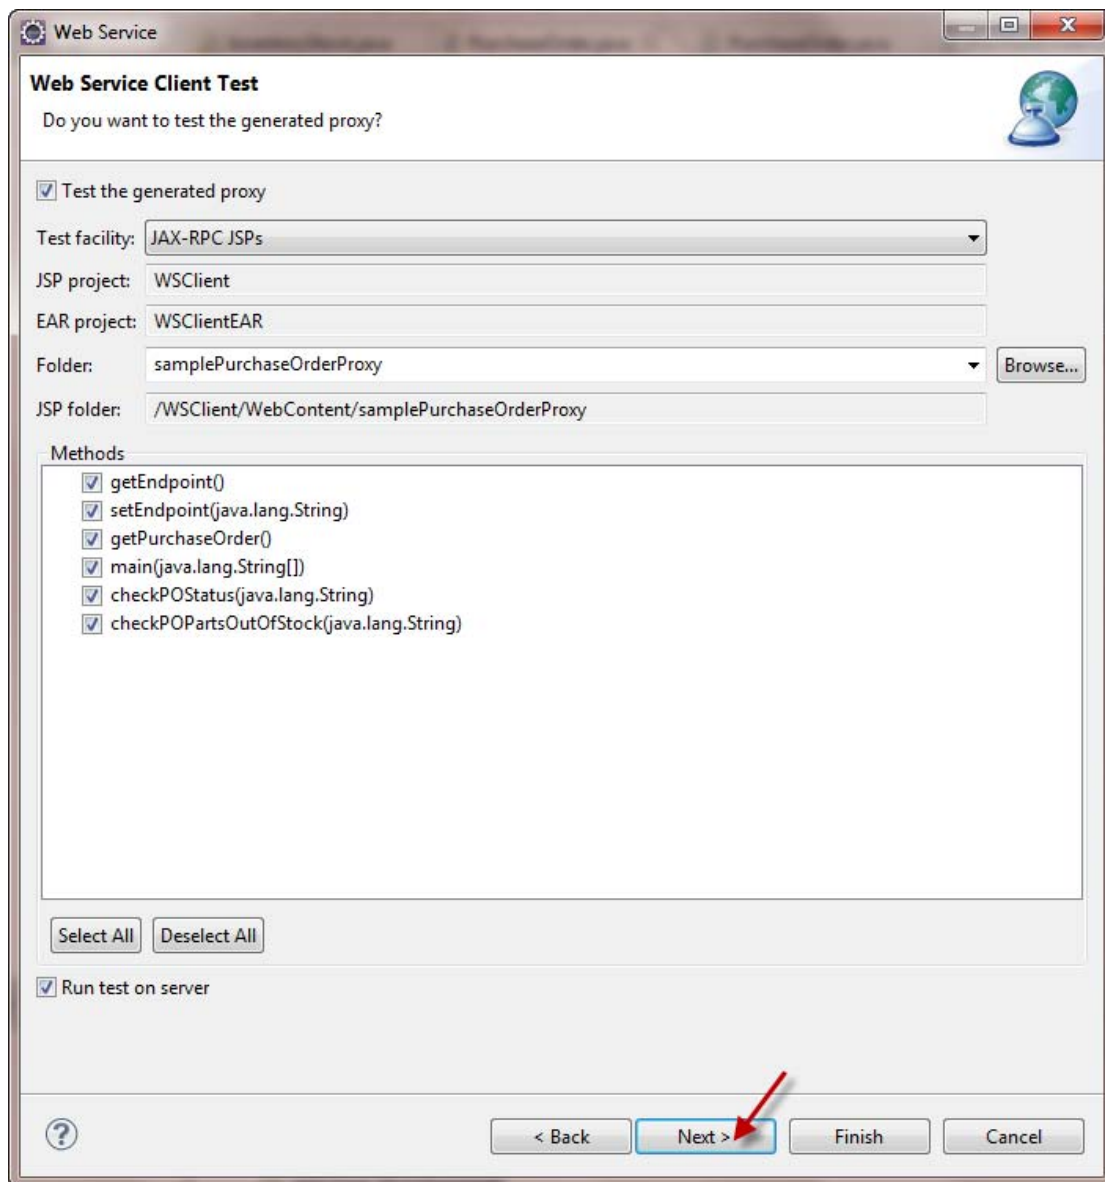 Web Service
Web Service Client Test
Do you want to test the generated proxy?
Test the generated proxy
Test facility: JAX-RPC JSPs
JSP project: WSClient
EAR project: WSClientEAR
Folder: samplePurchaseOrderProxy Browse...
JSP folder: /WSClient/WebContent/samplePurchaseOrderProxy
Methods
getEndpoint()
setEndpoint(java.lang.String)
getPurchaseOrder()
main(java.lang.String[])
checkPOStatus(java.lang.String)
checkPOPartsOutOfStock(java.lang.String)
Select All Deselect All
Run test on server
? < Back Next > Finish Cancel